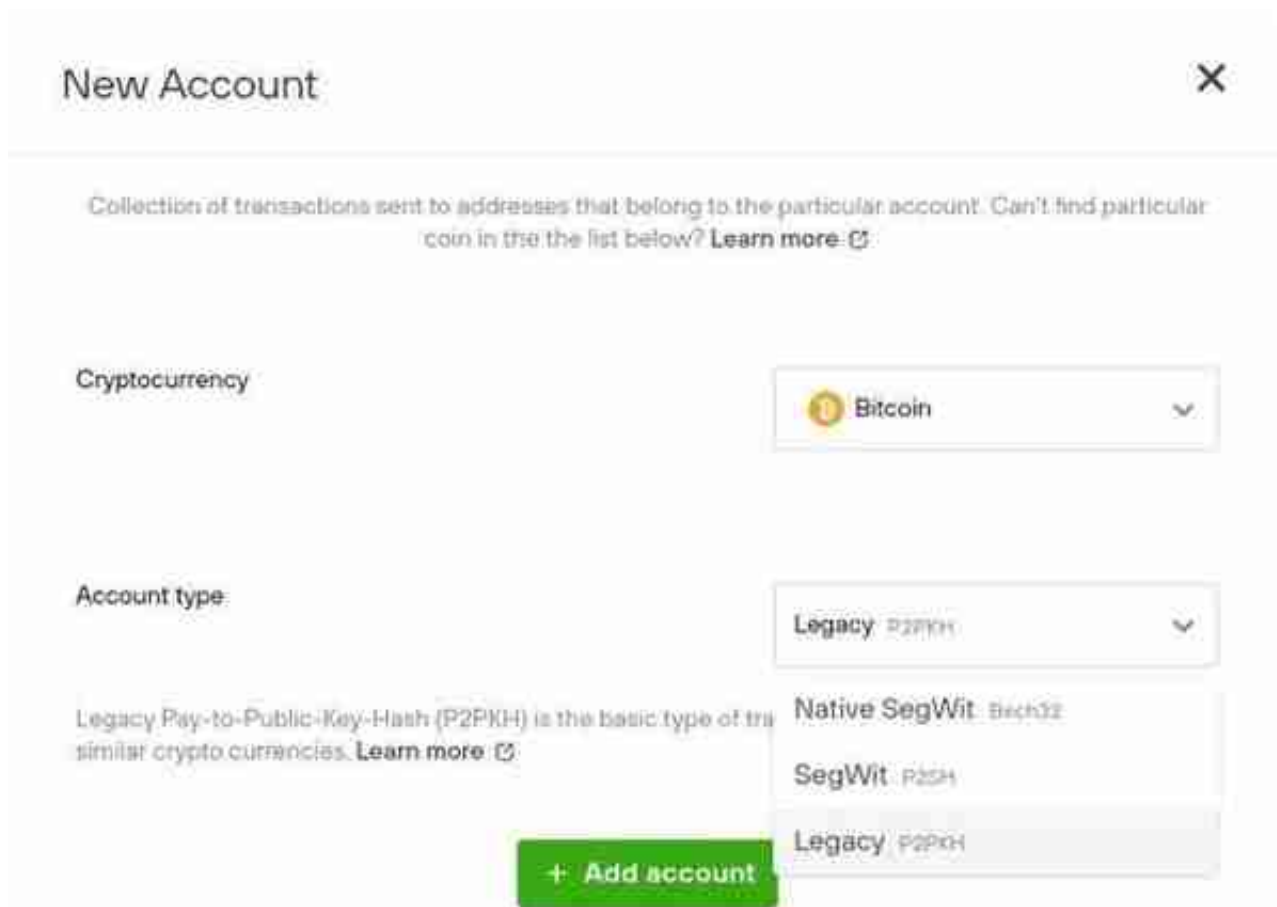 New Account
Collection of transactions sent to addresses that belong to the particular account. Can't find particular
coin in the the list below? Learn more
Cryptocurrency
Bitcoin
Account type
Legacy P2PKH
Legacy Pay-to-Public-Key-Hash (P2PKH) is the basic type of tra
similar crypto currencies. Learn more
Native SegWit Bech32
SegWit P2SH
Legacy P2PKH
+ Add account